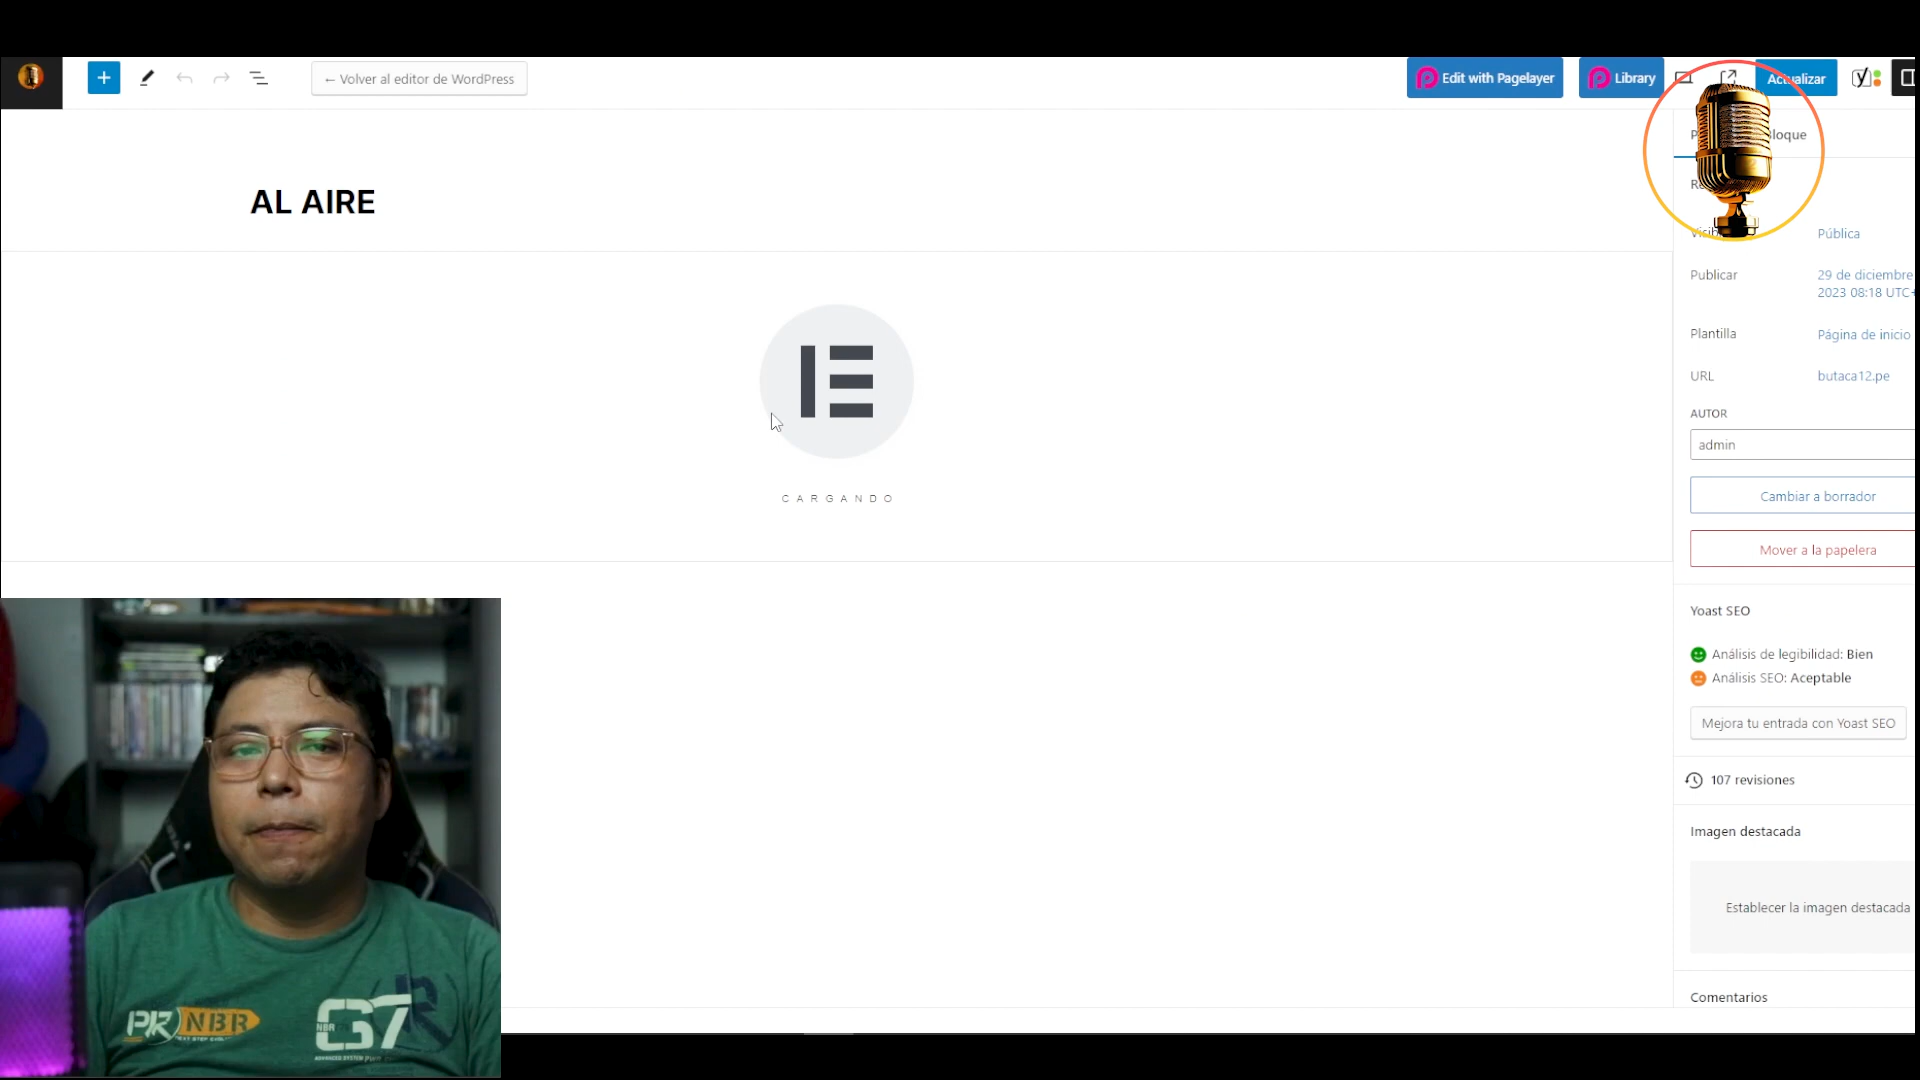 ← Volver al editor de WordPress
Edit with Pagelayer
Library
Actualizar
AL AIRE
Pública
Publicar
29 de diciembre
2023 08:18 UTC+
Plantilla
Página de inicio
URL
butaca12.pe
AUTOR
admin
Cambiar a borrador
Mover a la papelera
CARGANDO
Yoast SEO
Análisis de legibilidad: Bien
Análisis SEO: Aceptable
Mejora tu entrada con Yoast SEO
107 revisiones
Imagen destacada
Establecer la imagen destacada
Comentarios
PR NBR
NBR
G7